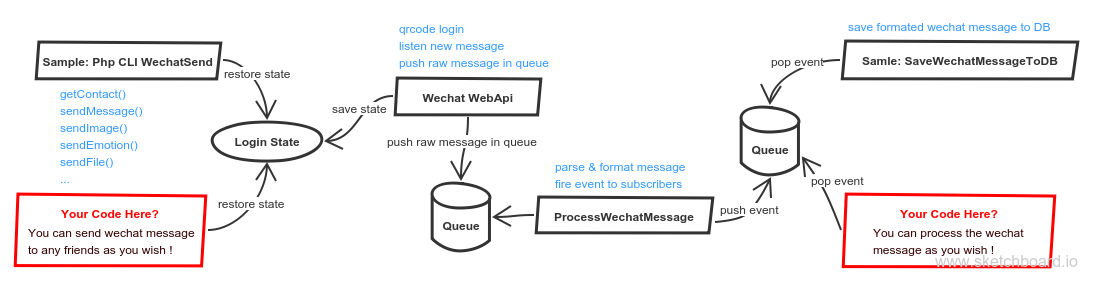 Sample: Php CLI WechatSend
restore state
getContact()
sendMessage()
sendImage()
sendEmotion()
sendFile()
...
Login State
restore state
Your Code Here?
You can send wechat message
to any friends as you wish !
qrcode login
listen new message
push raw message in queue
Wechat WebApi
save state
push raw message in queue
Queue
parse & format message
fire event to subscribers
ProcessWechatMessage
push event
save formated wechat message to DB
Samle: SaveWechatMessageToDB
pop event
Queue
pop event
Your Code Here?
You can process the wechat
message as you wish !
www.sketchboard.io